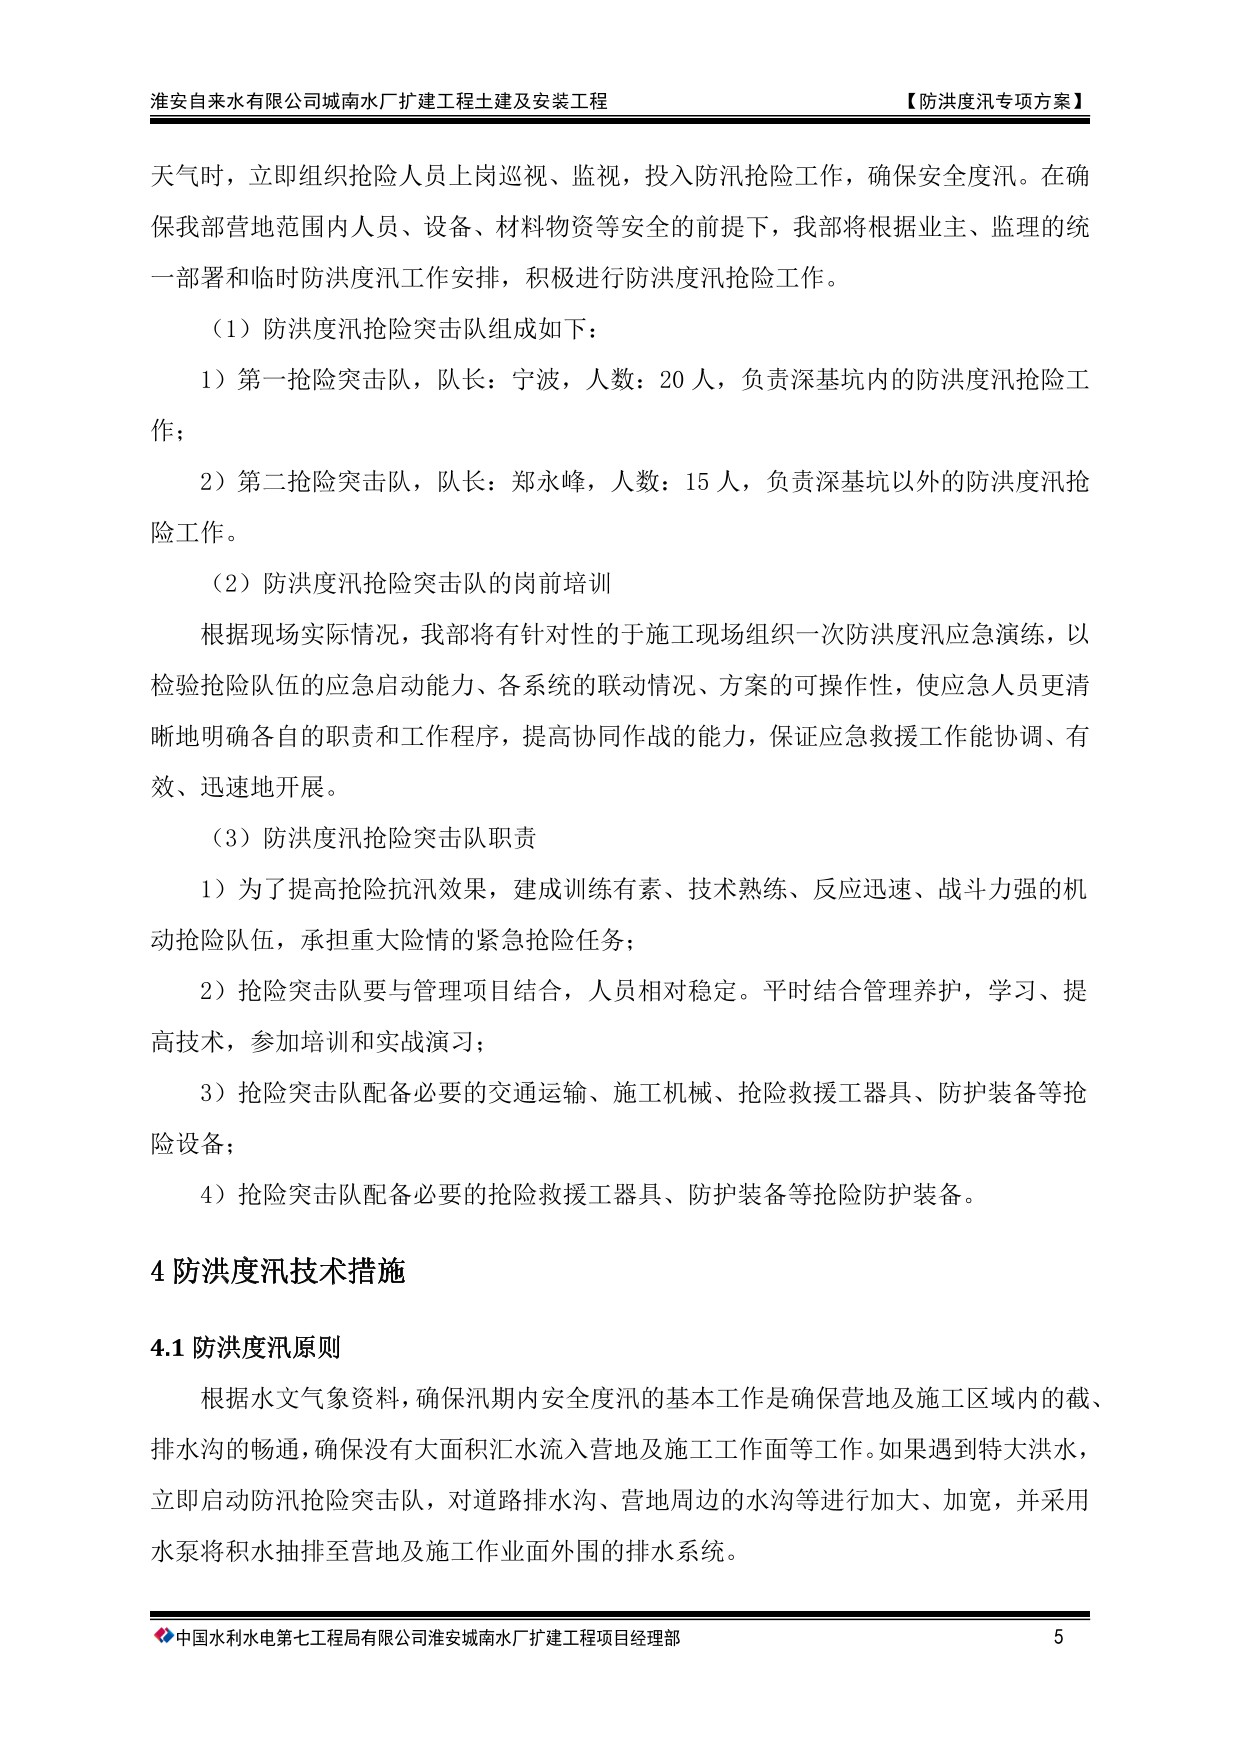 淮安自来水有限公司城南水厂扩建工程土建及安装工程 【防洪度汛专项方案】
天气时，立即组织抢险人员上岗巡视、监视，投入防汛抢险工作，确保安全度汛。在确
保我部营地范围内人员、设备、材料物资等安全的前提下，我部将根据业主、监理的统
一部署和临时防洪度汛工作安排，积极进行防洪度汛抢险工作。
（1）防洪度汛抢险突击队组成如下：
1）第一抢险突击队，队长：宁波，人数：20 人，负责深基坑内的防洪度汛抢险工
作；
2）第二抢险突击队，队长：郑永峰，人数：15 人，负责深基坑以外的防洪度汛抢
险工作。
（2）防洪度汛抢险突击队的岗前培训
根据现场实际情况，我部将有针对性的于施工现场组织一次防洪度汛应急演练，以
检验抢险队伍的应急启动能力、各系统的联动情况、方案的可操作性，使应急人员更清
晰地明确各自的职责和工作程序，提高协同作战的能力，保证应急救援工作能协调、有
效、迅速地开展。
（3）防洪度汛抢险突击队职责
1）为了提高抢险抗汛效果，建成训练有素、技术熟练、反应迅速、战斗力强的机
动抢险队伍，承担重大险情的紧急抢险任务；
2）抢险突击队要与管理项目结合，人员相对稳定。平时结合管理养护，学习、提
高技术，参加培训和实战演习；
3）抢险突击队配备必要的交通运输、施工机械、抢险救援工器具、防护装备等抢
险设备；
4）抢险突击队配备必要的抢险救援工器具、防护装备等抢险防护装备。
4 防洪度汛技术措施
4.1 防洪度汛原则
根据水文气象资料，确保汛期内安全度汛的基本工作是确保营地及施工区域内的截、
排水沟的畅通，确保没有大面积汇水流入营地及施工工作面等工作。如果遇到特大洪水，
立即启动防汛抢险突击队，对道路排水沟、营地周边的水沟等进行加大、加宽，并采用
水泵将积水抽排至营地及施工作业面外围的排水系统。
中国水利水电第七工程局有限公司淮安城南水厂扩建工程项目经理部 5